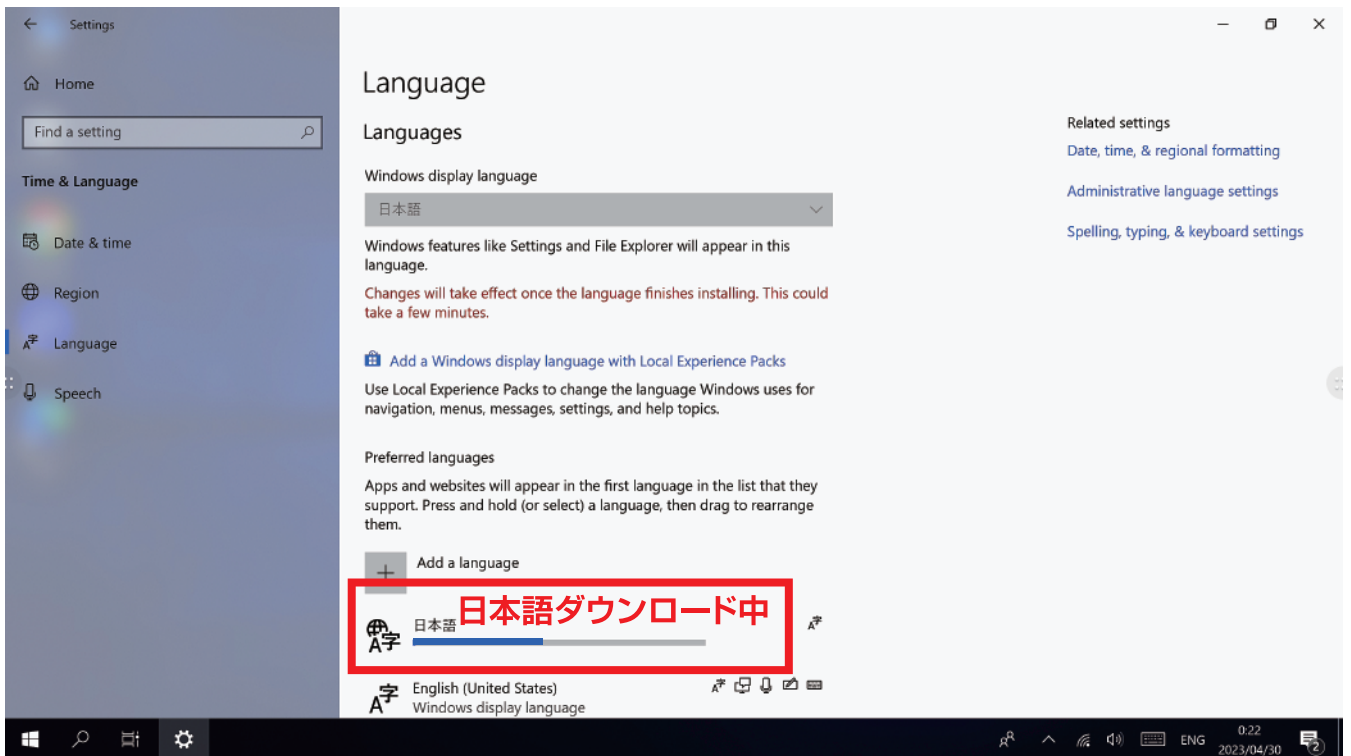 Settings
Home
Find a setting
Time & Language
Date & time
Region
Language
Speech
Language
Languages
Windows display language
日本語
Windows features like Settings and File Explorer will appear in this
language.
Changes will take effect once the language finishes installing. This could
take a few minutes.
Add a Windows display language with Local Experience Packs
Use Local Experience Packs to change the language Windows uses for
navigation, menus, messages, settings, and help topics.
Preferred languages
Apps and websites will appear in the first language in the list that they
support. Press and hold (or select) a language, then drag to rearrange
them.
Add a language
日本語ダウンロード中
日本語
English (United States)
Windows display language
Related settings
Date, time, & regional formatting
Administrative language settings
Spelling, typing, & keyboard settings
ENG
0:22
2023/04/30
2